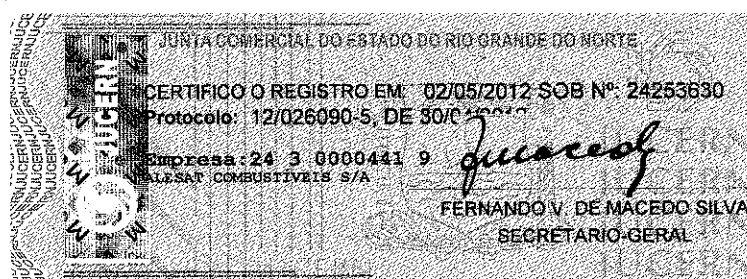 JUNTA COMERCIAL DO ESTADO DO RIO GRANDE DO NORTE
CERTIFICO O REGISTRO EM: 02/05/2012 SOB Nº: 24253630
Protocolo: 12/026090-5, DE
Empresa:24 3 0000441 9
ALESAT COMBUSTIVEIS S/A
FERNANDO V. DE MACEDO SILVA
SECRETARIO-GERAL
JUCERN